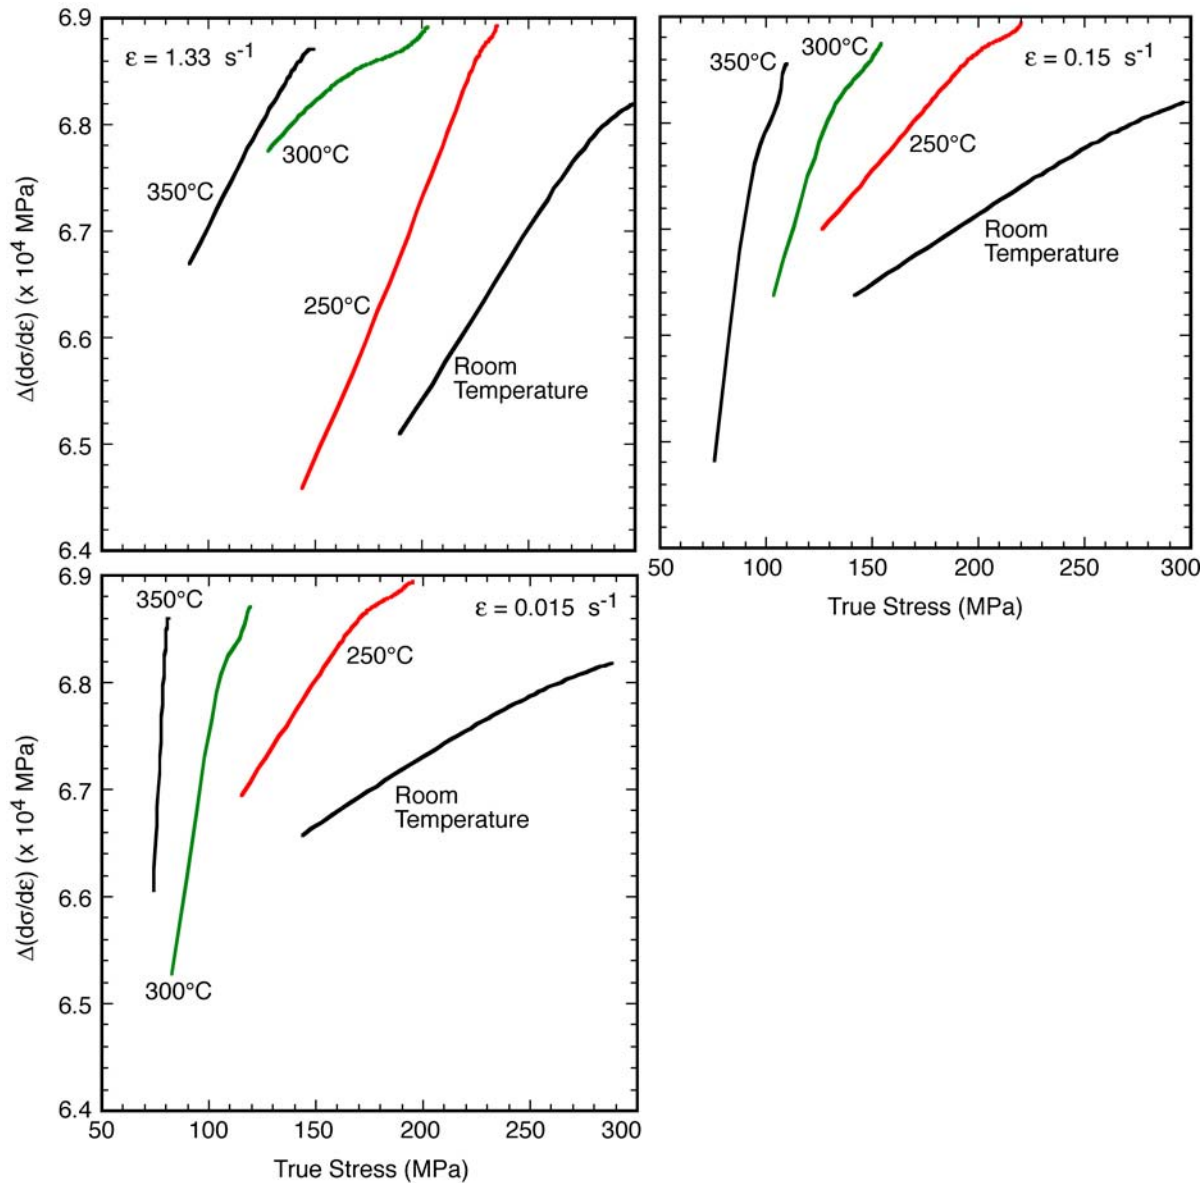 6.9
6.8
6.7
6.6
6.5
6.4
Δ(dσ/dε) (x 10⁴ MPa)
ε = 1.33 s⁻¹
350°C
300°C
250°C
Room
Temperature
350°C
300°C
ε = 0.15 s⁻¹
250°C
Room
Temperature
50 100 150 200 250 300
True Stress (MPa)
6.9
6.8
6.7
6.6
6.5
6.4
Δ(dσ/dε) (x 10⁴ MPa)
350°C
ε = 0.015 s⁻¹
250°C
Room
Temperature
300°C
50 100 150 200 250 300
True Stress (MPa)